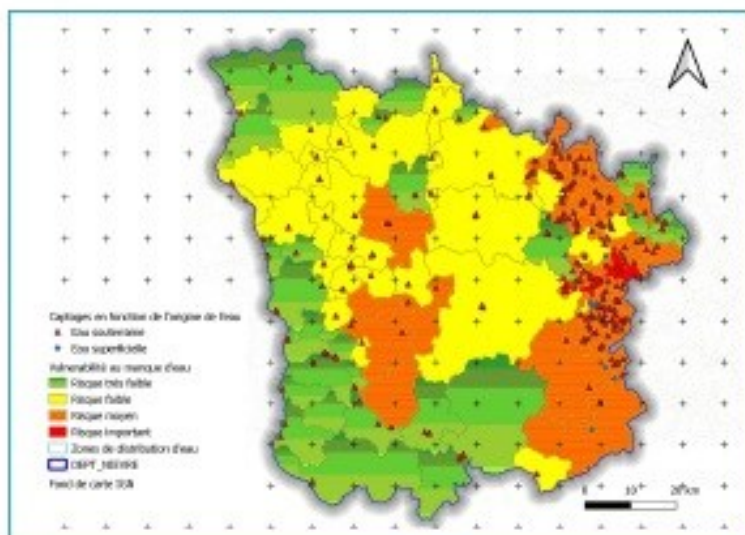 Captages en fonction de l'origine de l'eau
Eau souterraine
Eau superficielle
Vulnérabilité au manque d'eau
Risque très faible
Risque faible
Risque moyen
Risque important
Zones de distribution d'eau
DEPT_NIEVRE
Fond de carte IGN
0 10 20 km